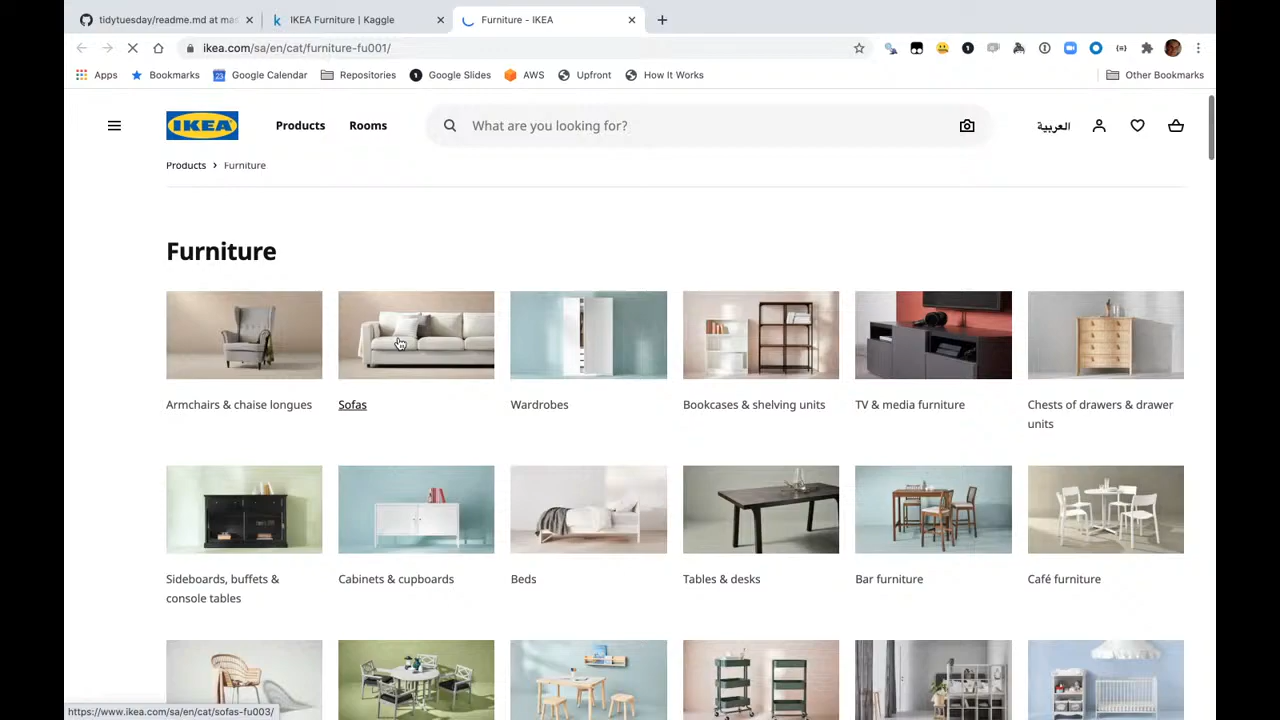 tidytuesday/readme.md at mas
IKEA Furniture | Kaggle
Furniture - IKEA
ikea.com/sa/en/cat/furniture-fu001/
Apps
Bookmarks
23
Google Calendar
Repositories
Google Slides
AWS
Upfront
How It Works
Other Bookmarks
IKEA
Products
Rooms
What are you looking for?
العربية
Products > Furniture
Furniture
Armchairs & chaise longues
Sofas
Wardrobes
Bookcases & shelving units
TV & media furniture
Chests of drawers & drawer
units
Sideboards, buffets &
console tables
Cabinets & cupboards
Beds
Tables & desks
Bar furniture
Café furniture
https://www.ikea.com/sa/en/cat/sofas-fu003/